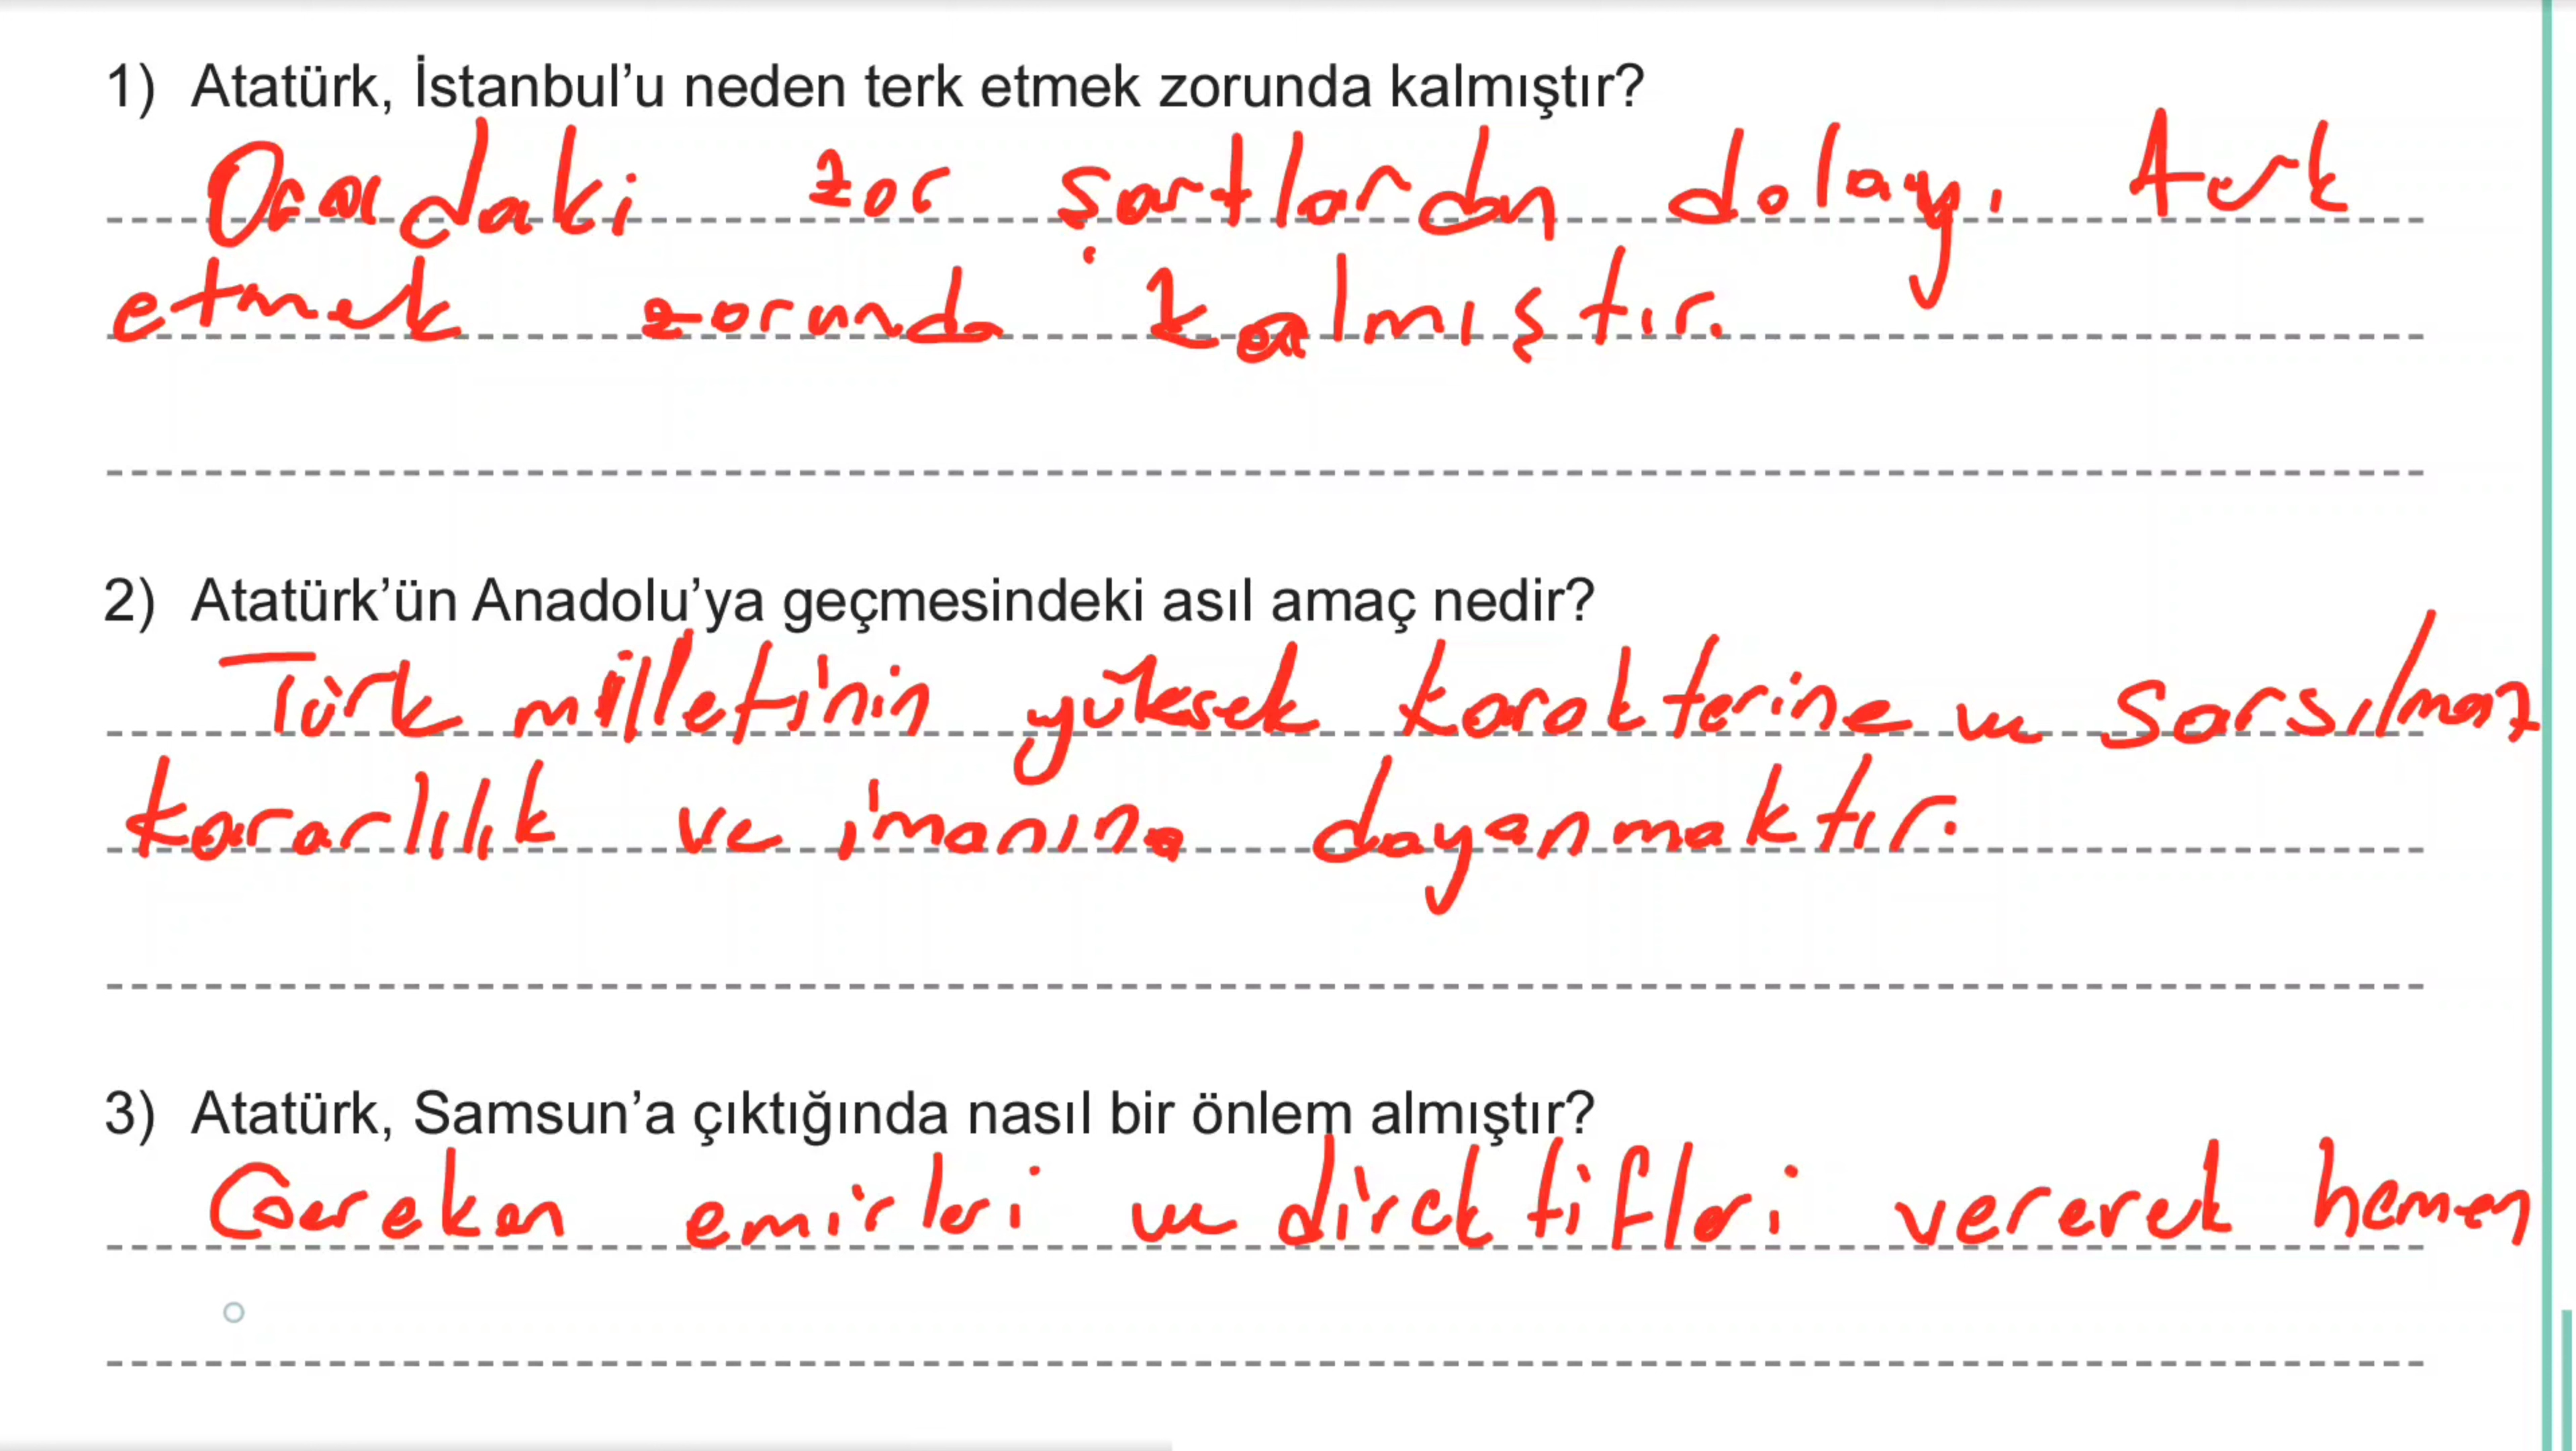 1) Atatürk, İstanbul’u neden terk etmek zorunda kalmıştır?
Oradaki zor şartlardan dolayı terk
etmek zorunda kalmıştır.
2) Atatürk’ün Anadolu’ya geçmesindeki asıl amaç nedir?
Türk milletinin yüksek karakterine ve sarsılmaz
kararlılık ve imanına dayanmaktır.
3) Atatürk, Samsun’a çıktığında nasıl bir önlem almıştır?
Gereken emirleri ve direktifleri vererek hemen